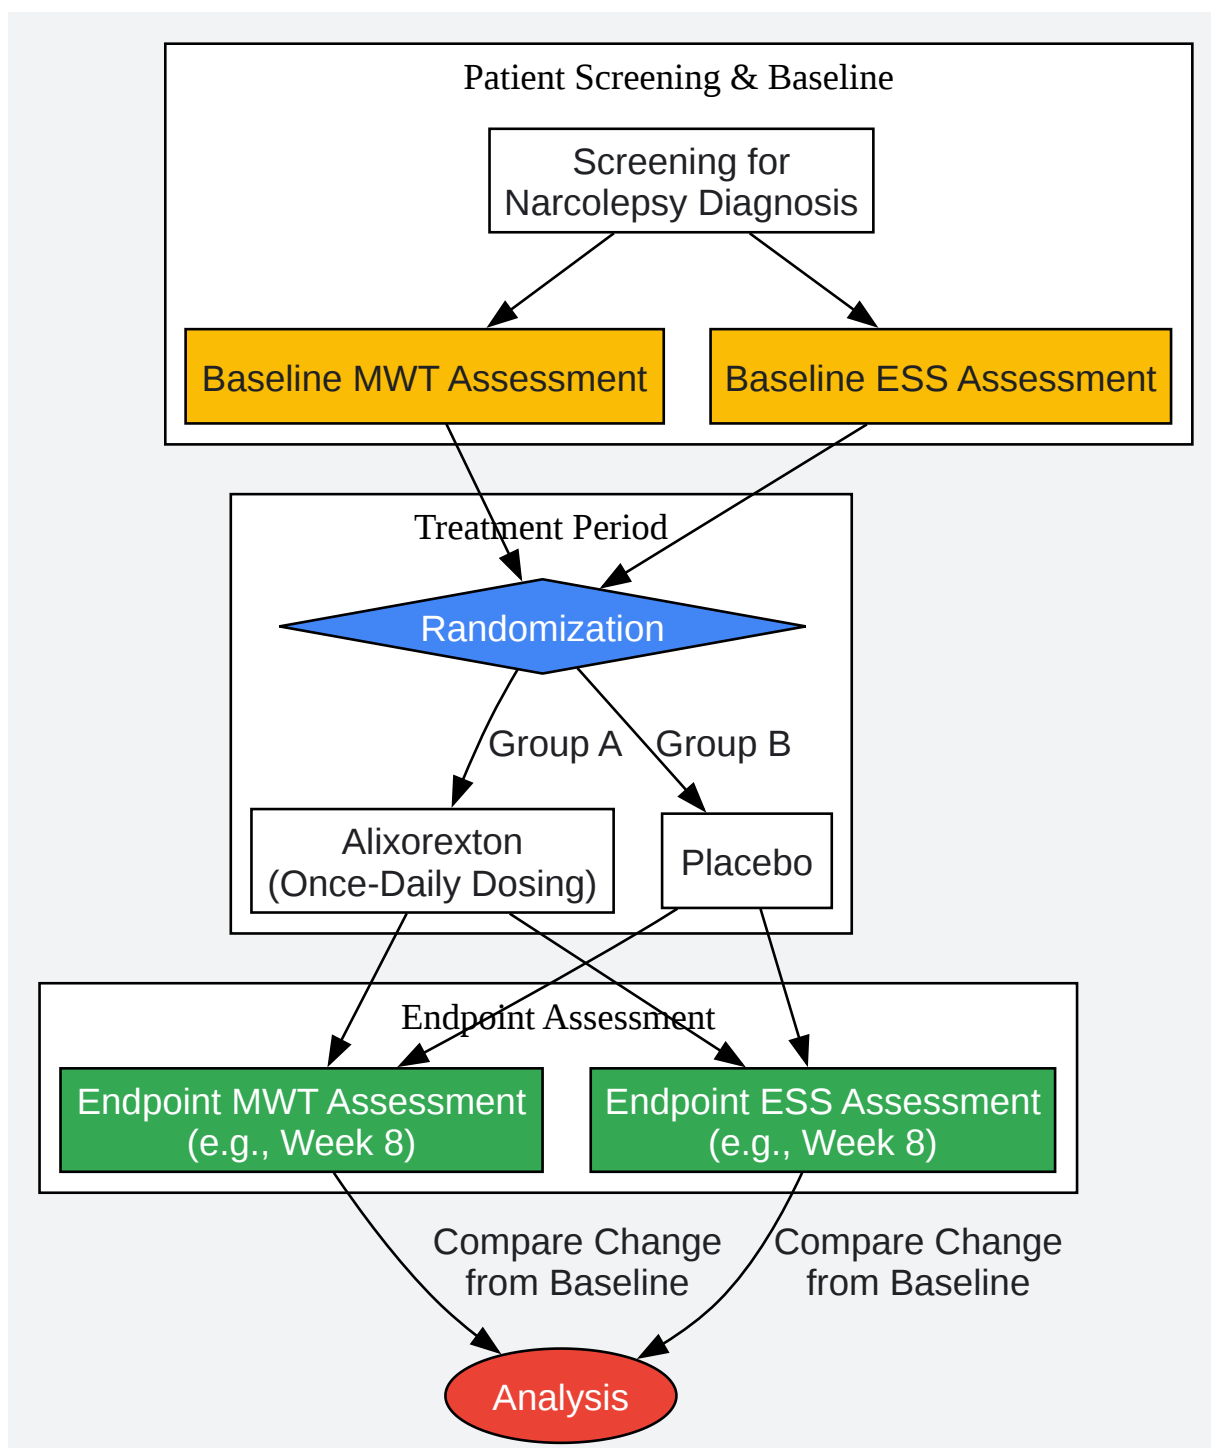 Patient Screening & Baseline
Screening for
Narcolepsy Diagnosis
Baseline MWT Assessment
Baseline ESS Assessment
Treatment Period
Randomization
Group A
Group B
Alixorexton
(Once-Daily Dosing)
Placebo
Endpoint Assessment
Endpoint MWT Assessment
(e.g., Week 8)
Endpoint ESS Assessment
(e.g., Week 8)
Compare Change
from Baseline
Compare Change
from Baseline
Analysis